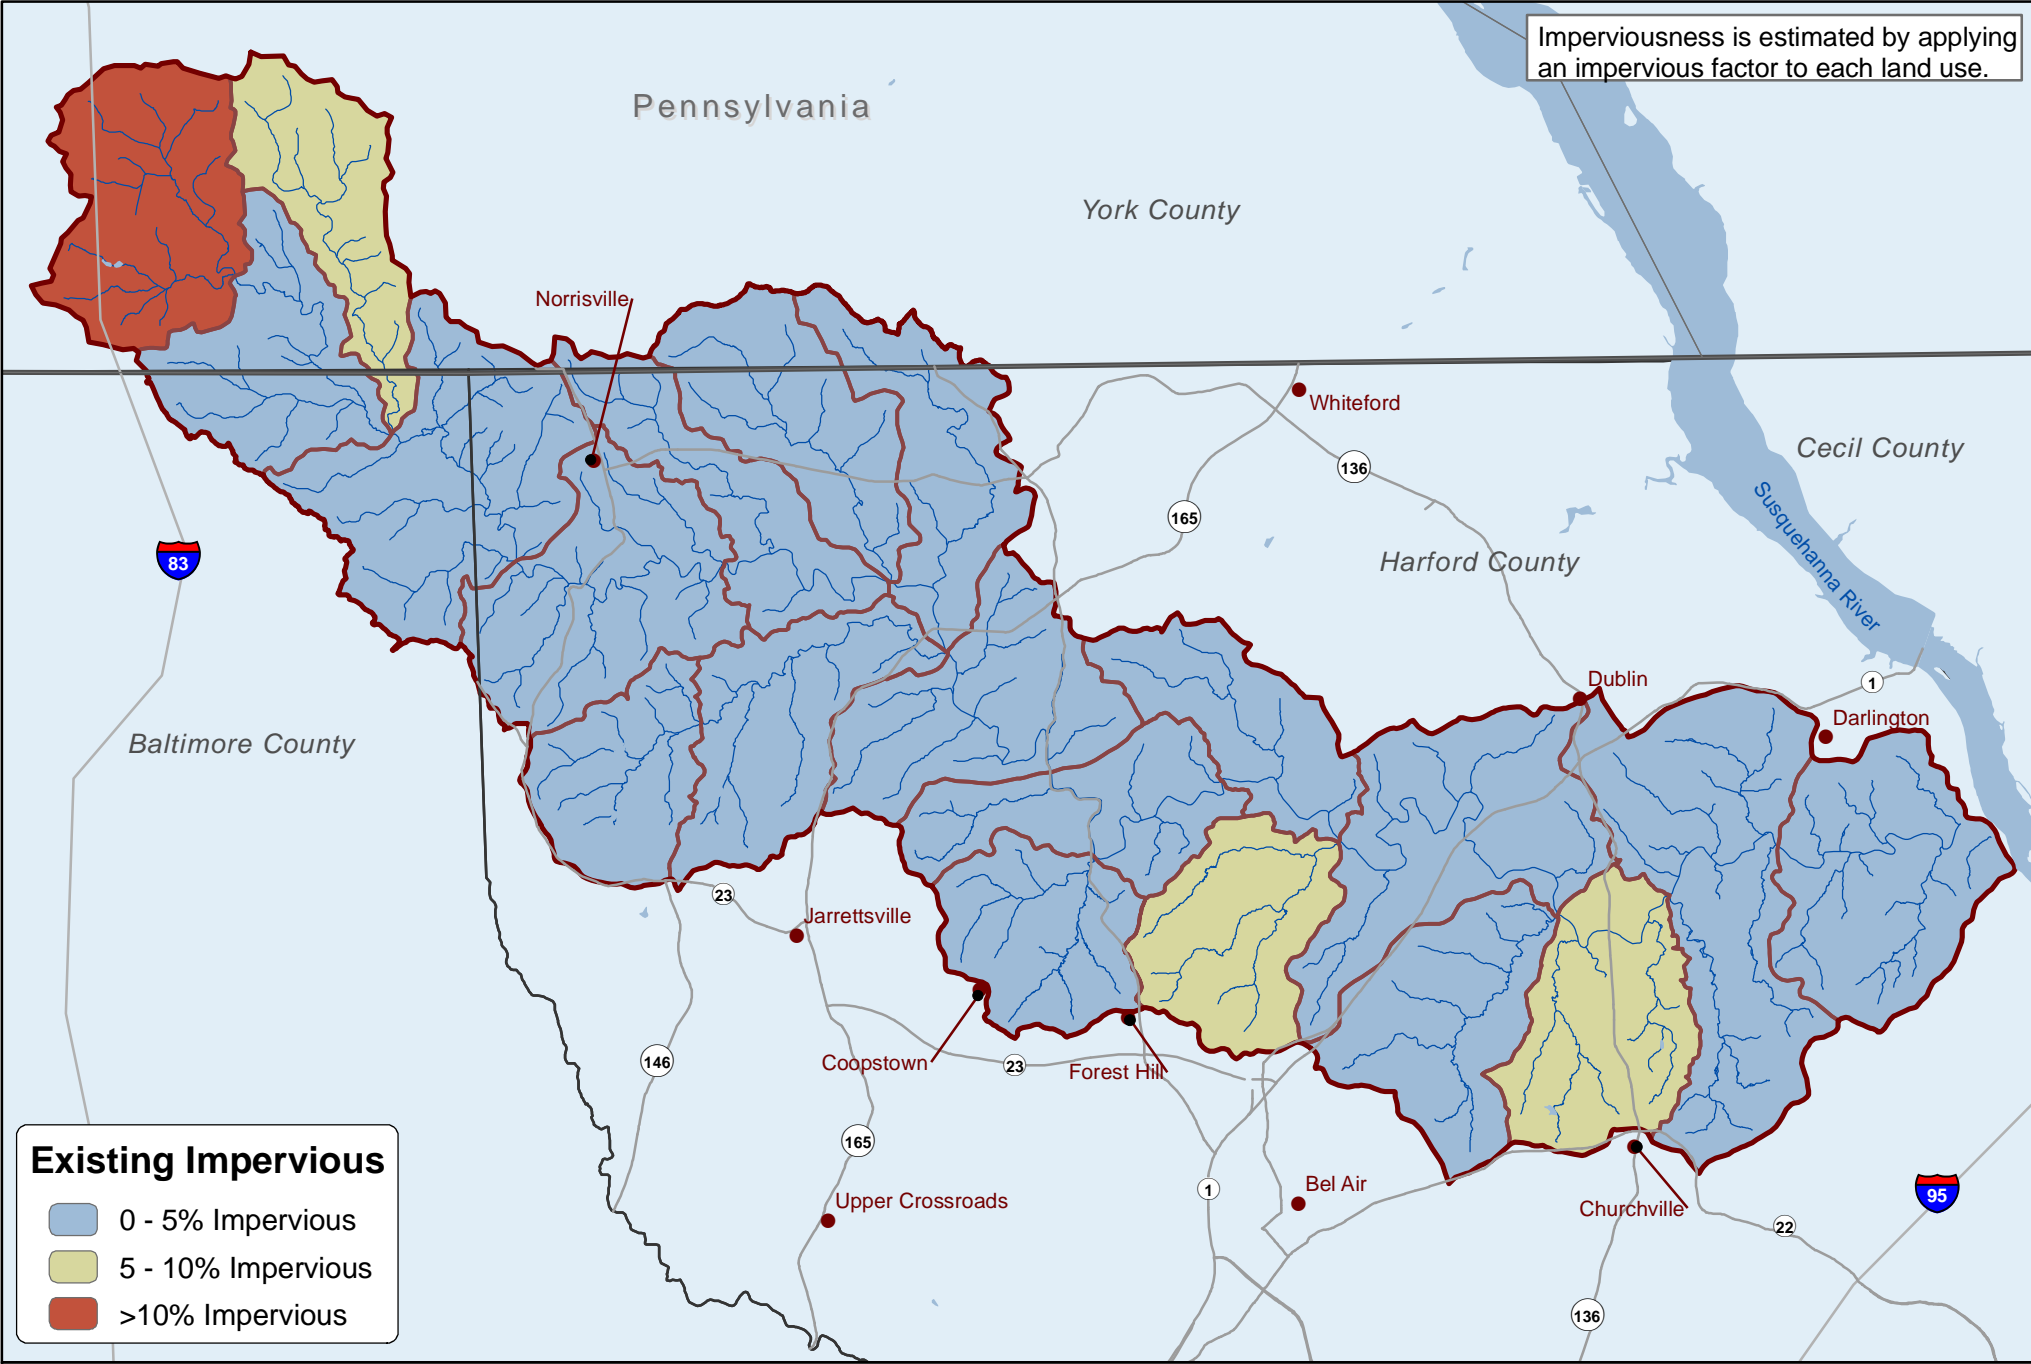 Imperviousness is estimated by applying
an impervious factor to each land use.
Pennsylvania
York County
Norrisville
Whiteford
136
Cecil County
165
Susquehanna River
83
Harford County
Dublin
1
Darlington
Baltimore County
23
Jarrettsville
146
Coopstown
23
Forest Hill
165
Existing Impervious
0 - 5% Impervious
5 - 10% Impervious
>10% Impervious
Upper Crossroads
1
Bel Air
Churchville
22
95
136